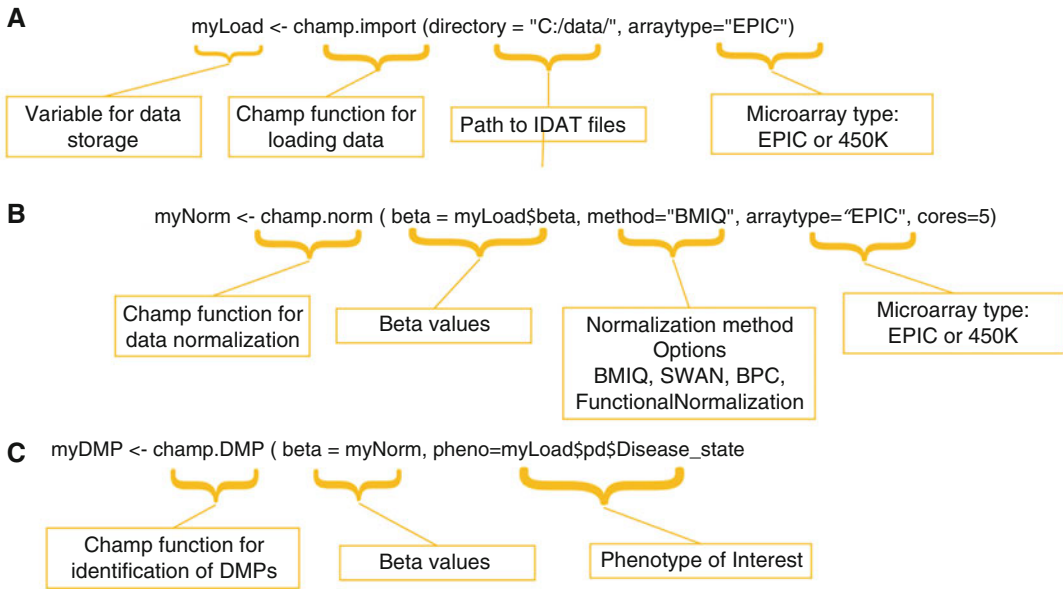 A
myLoad <- champ.import (directory = "C:/data/", arraytype="EPIC")
Variable for data
storage
Champ function for
loading data
Path to IDAT files
Microarray type:
EPIC or 450K
B
myNorm <- champ.norm ( beta = myLoad$beta, method="BMIQ", arraytype=“EPIC", cores=5)
Champ function for
data normalization
Beta values
Normalization method
Options
BMIQ, SWAN, BPC,
FunctionalNormalization
Microarray type:
EPIC or 450K
C
myDMP <- champ.DMP ( beta = myNorm, pheno=myLoad$pd$Disease_state
Champ function for
identification of DMPs
Beta values
Phenotype of Interest